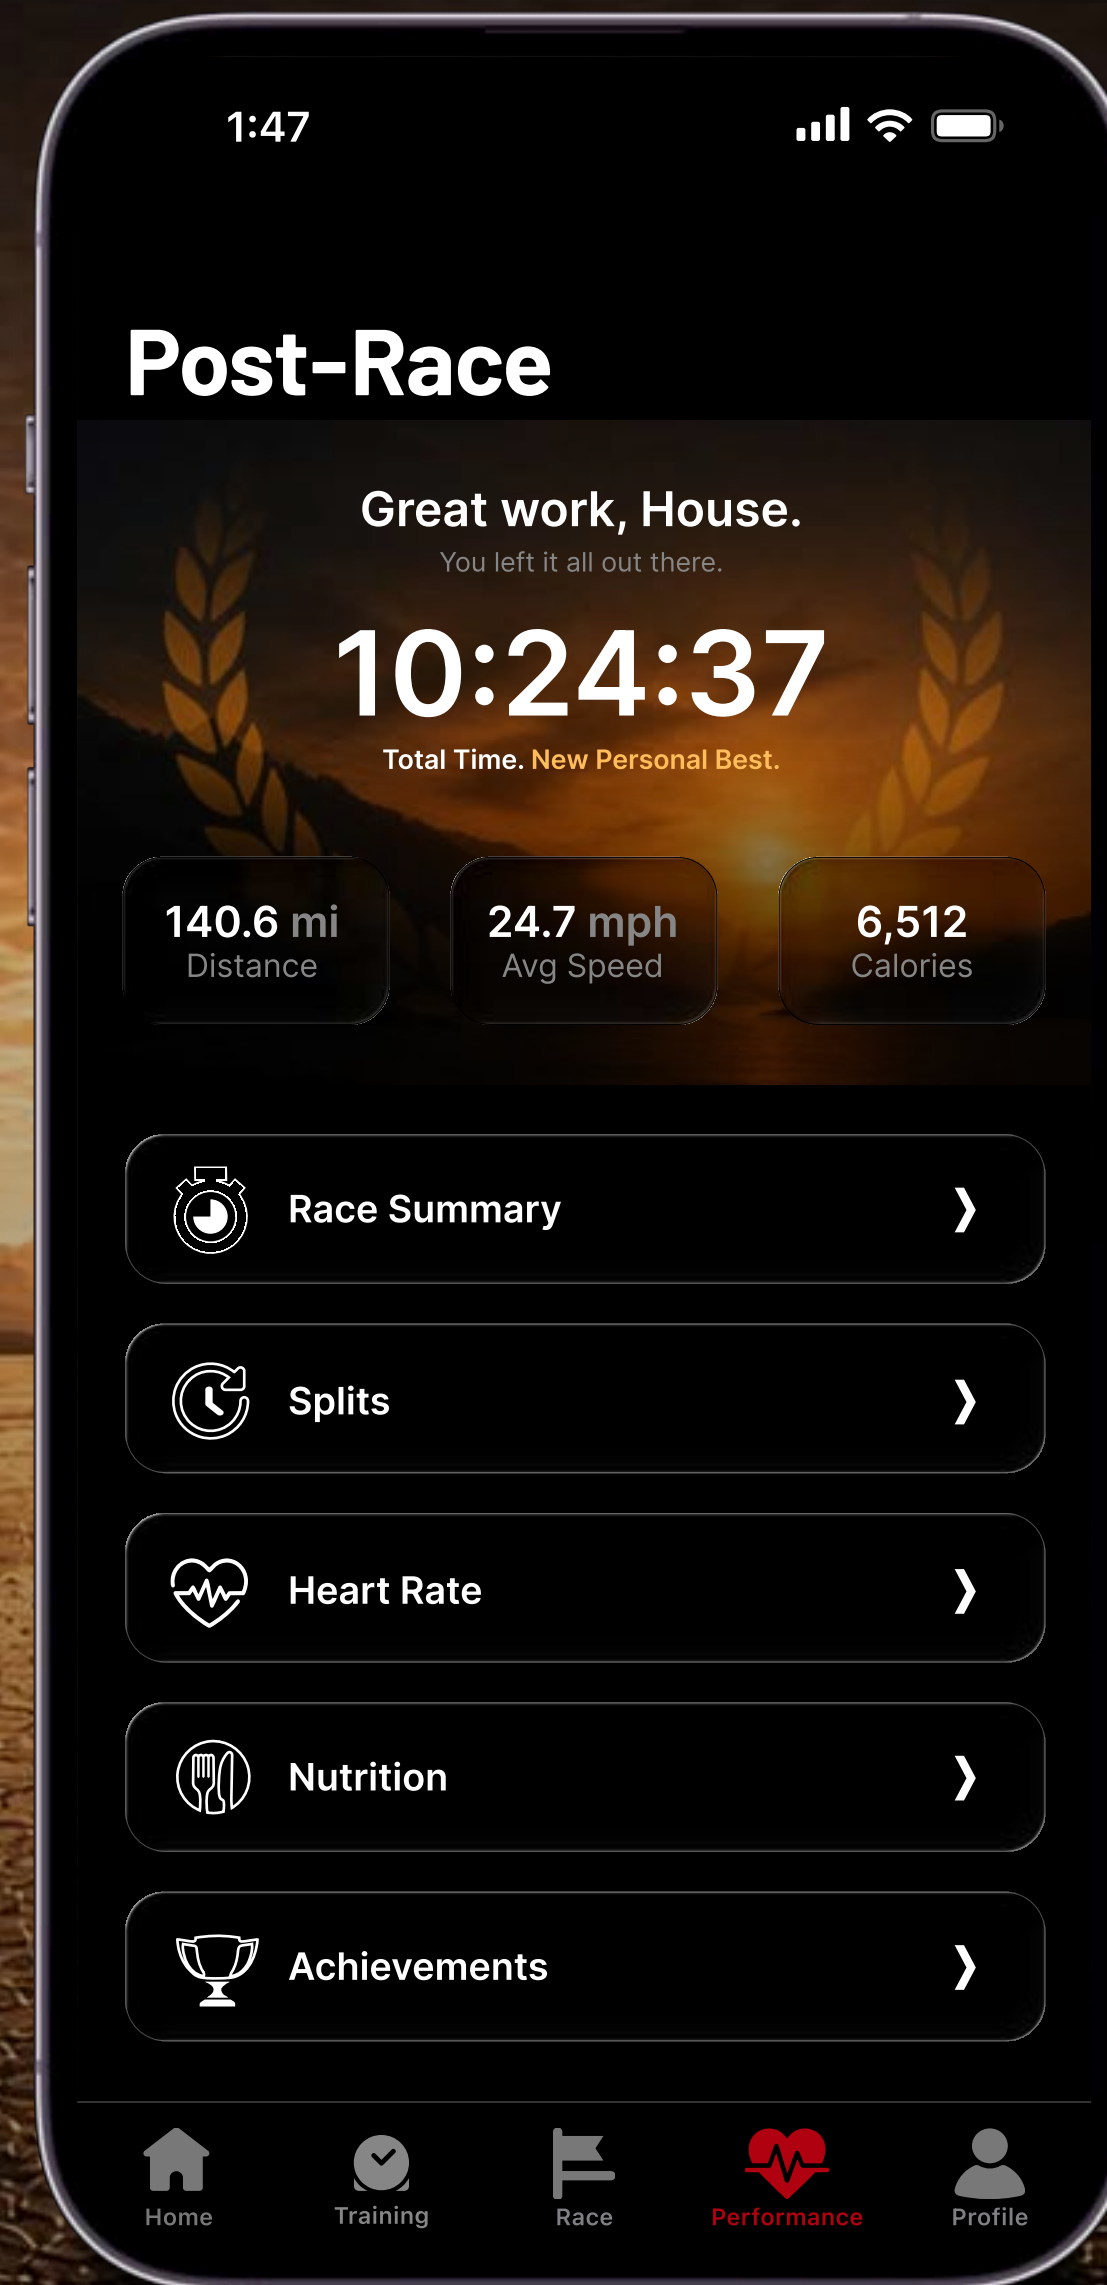 1:47
Post-Race
Great work, House.
You left it all out there.
10:24:37
Total Time. New Personal Best.
140.6 mi
Distance
24.7 mph
Avg Speed
6,512
Calories
Race Summary
Splits
Heart Rate
Nutrition
Achievements
Home
Training
Race
Performance
Profile